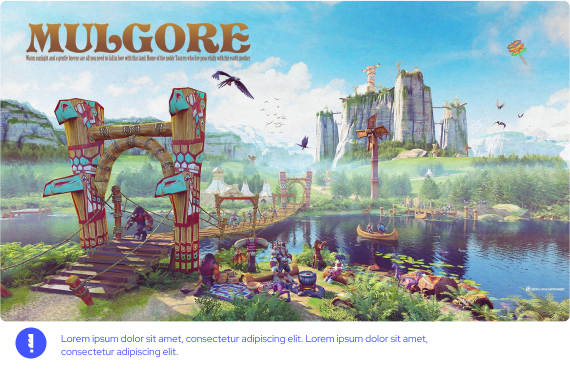 MULGORE
Warm sunlight and a gentle breeze are all you need to fall in love with this land. Home of the noble Tauren who live peacefully with the earth mother
Lorem ipsum dolor sit amet, consectetur adipiscing elit. Lorem ipsum dolor sit amet,
consectetur adipiscing elit.